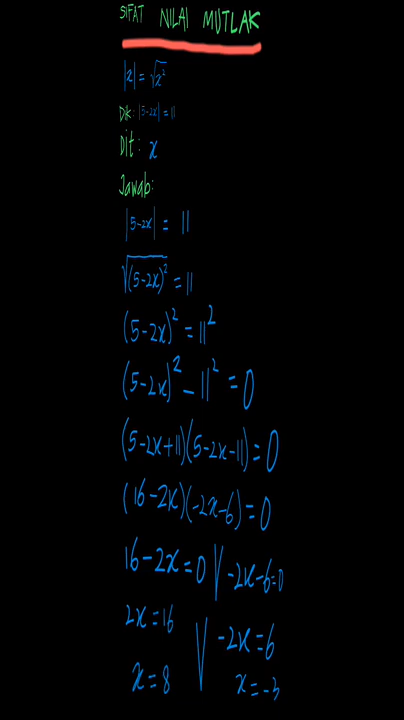 SIFAT NILAI MUTLAK
|x| = √x²
Dik: |5-2x| = 11
Dit: x
Jawab:
|5-2x| = 11
√(5-2x)² = 11
(5-2x)² = 11²
(5-2x)² - 11² = 0
(5-2x+11)(5-2x-11) = 0
(16-2x)(-2x-6) = 0
16-2x=0 V -2x-6=0
2x=16 V -2x=6
x=8 x=-3